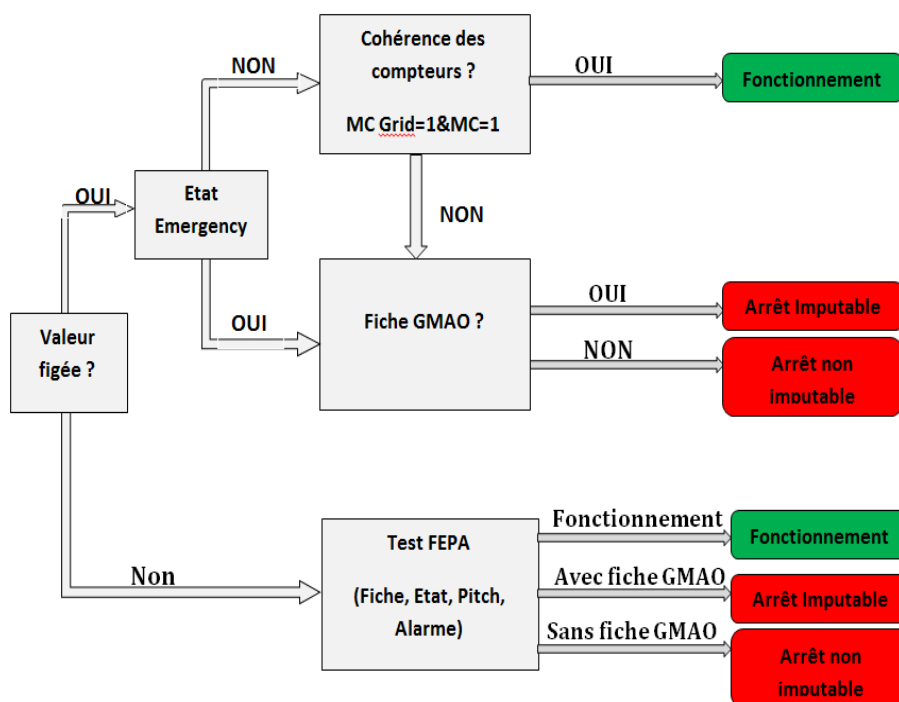 Cohérence des
compteurs ?
MC Grid=1&MC=1
NON
OUI
Fonctionnement
OUI
Etat
Emergency
NON
OUI
Valeur
figée ?
Fiche GMAO ?
OUI
Arrêt Imputable
NON
Arrêt non
imputable
Non
Test FEPA
(Fiche, Etat, Pitch,
Alarme)
Fonctionnement
Fonctionnement
Avec fiche GMAO
Arrêt Imputable
Sans fiche GMAO
Arrêt non
imputable